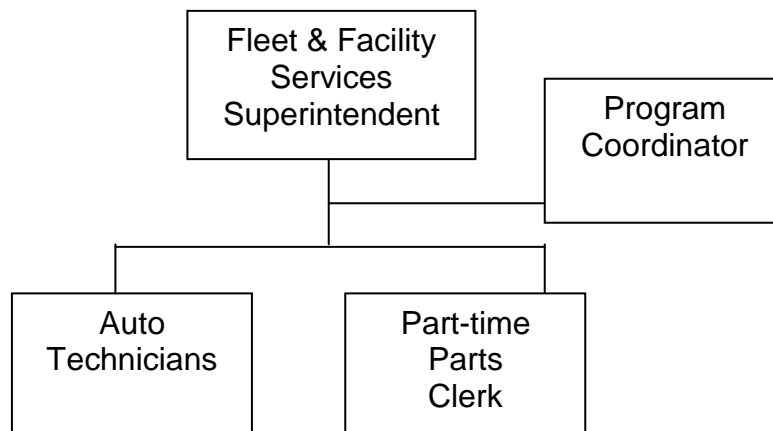 Fleet & Facility
Services
Superintendent
Program
Coordinator
Auto
Technicians
Part-time
Parts
Clerk